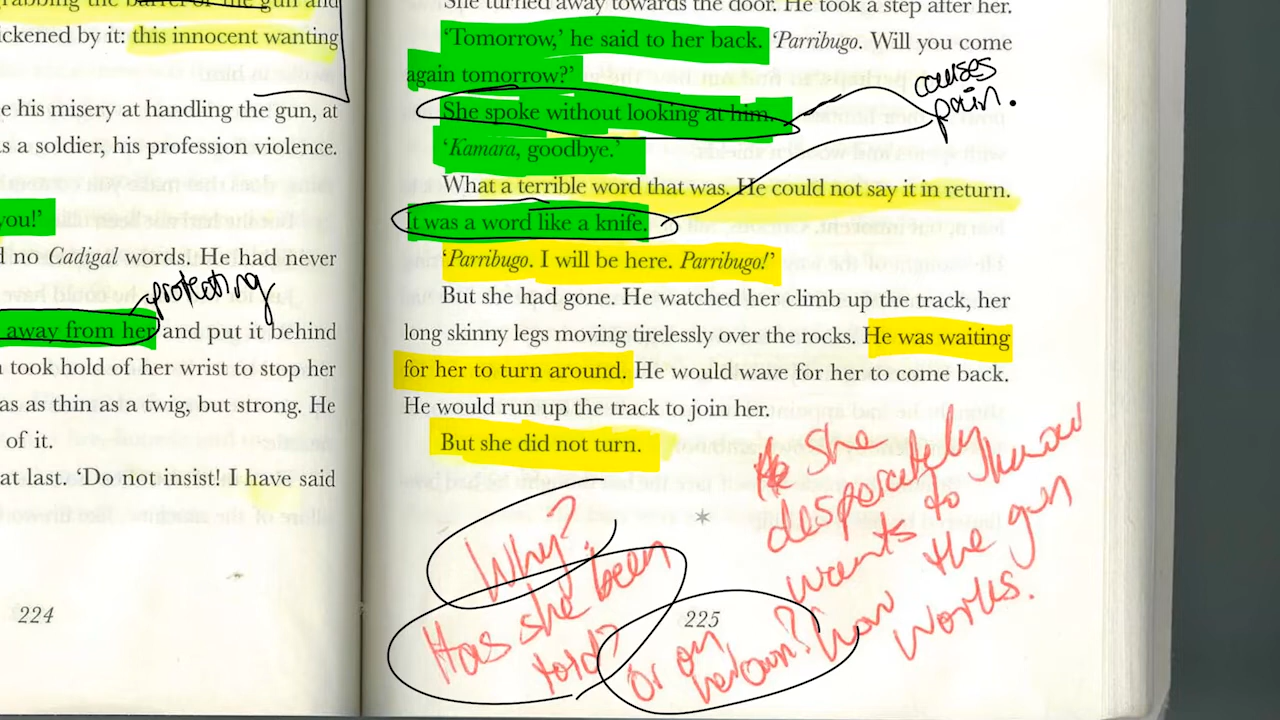 grabbing the barrel of the gun and
ickened by it: this innocent wanting
e his misery at handling the gun, at
s a soldier, his profession violence.
you!’
d no Cadigal words. He had never
protecting
away from her and put it behind
took hold of her wrist to stop her
as as thin as a twig, but strong. He
of it.
at last. ‘Do not insist! I have said
224
She turned away towards the door. He took a step after her.
‘Tomorrow,’ he said to her back. ‘Parribugo. Will you come
again tomorrow?’
causes
pain.
She spoke without looking at him.
‘Kamara, goodbye.’
What a terrible word that was. He could not say it in return.
It was a word like a knife.
‘Parribugo. I will be here. Parribugo!’
But she had gone. He watched her climb up the track, her
long skinny legs moving tirelessly over the rocks. He was waiting
for her to turn around. He would wave for her to come back.
He would run up the track to join her.
But she did not turn.
*
Why?
Has she been
told?
or on
her own?
She
desperately
wants to know
how the gun
works.
225